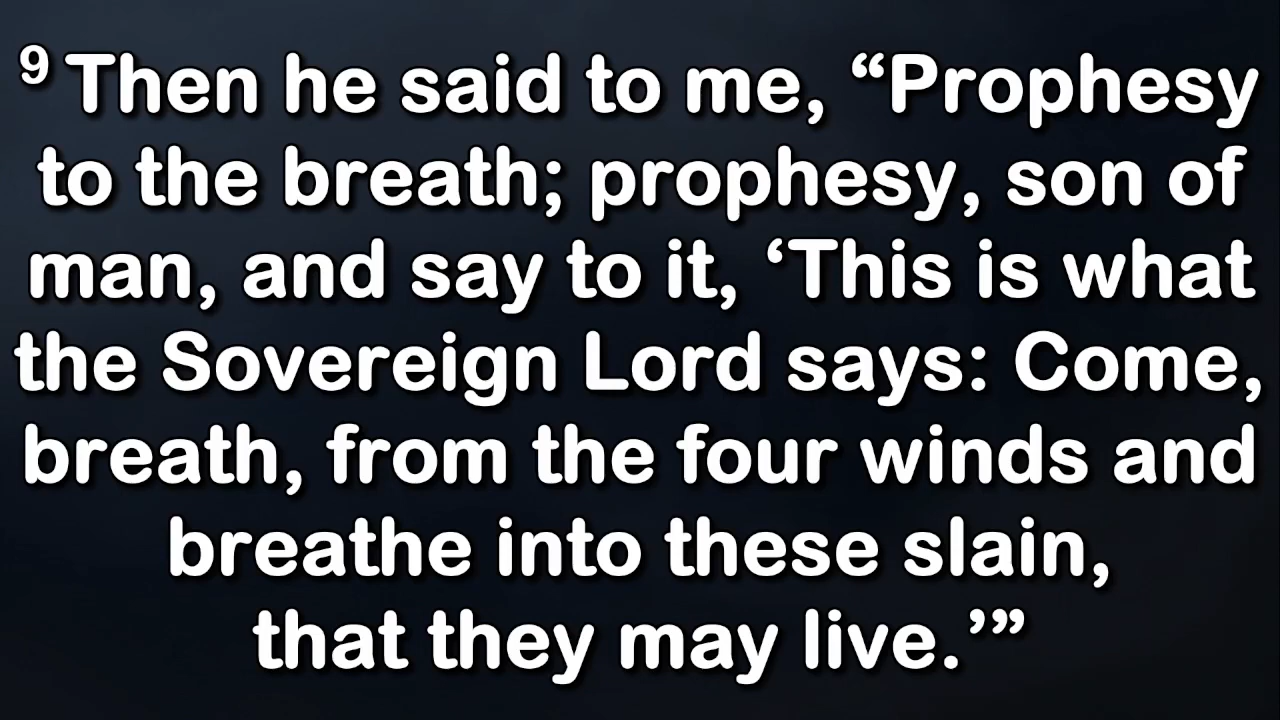 9 Then he said to me, “Prophesy
to the breath; prophesy, son of
man, and say to it, ‘This is what
the Sovereign Lord says: Come,
breath, from the four winds and
breathe into these slain,
that they may live.’”